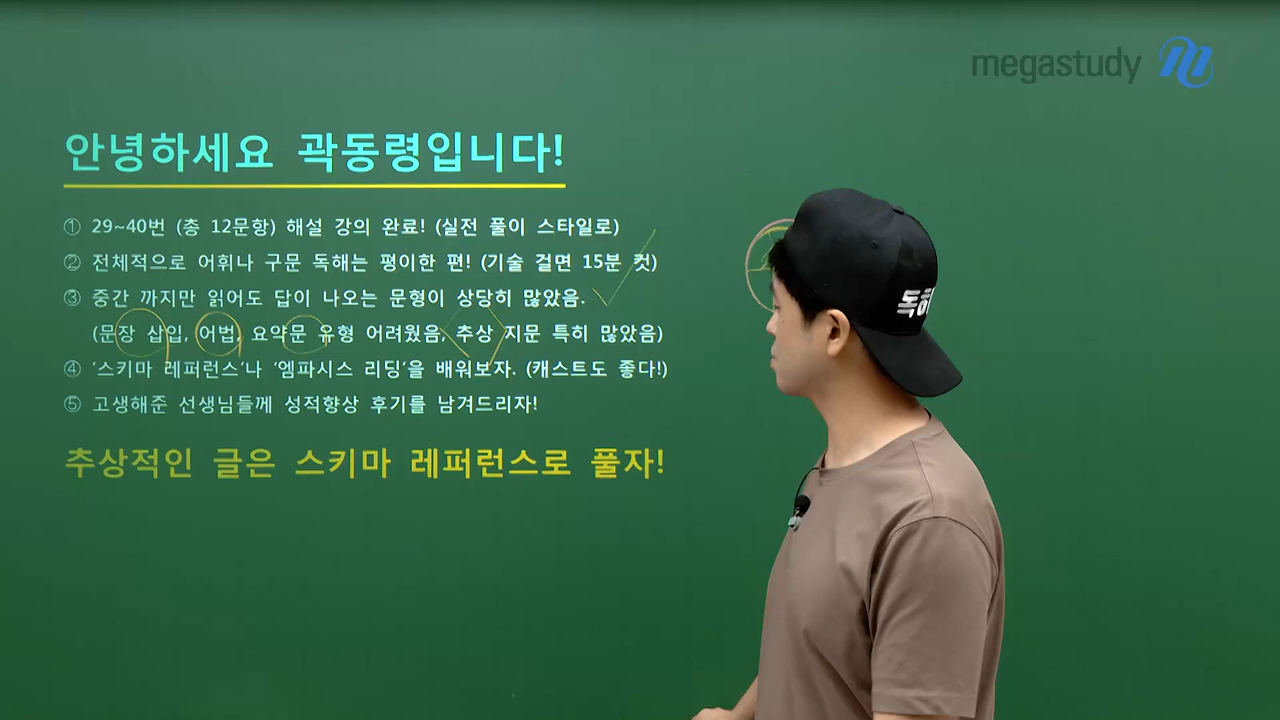 megastudy
안녕하세요 곽동령입니다!
① 29~40번 (총 12문항) 해설 강의 완료! (실전 풀이 스타일로)
② 전체적으로 어휘나 구문 독해는 평이한 편! (기술 걸면 15분 컷)
③ 중간 까지만 읽어도 답이 나오는 문형이 상당히 많았음.
(문장 삽입, 어법, 요약문 유형 어려웠음, 추상 지문 특히 많았음)
④ '스키마 레퍼런스'나 '엠파시스 리딩'을 배워보자. (캐스트도 좋다!)
⑤ 고생해준 선생님들께 성적향상 후기를 남겨드리자!
추상적인 글은 스키마 레퍼런스로 풀자!